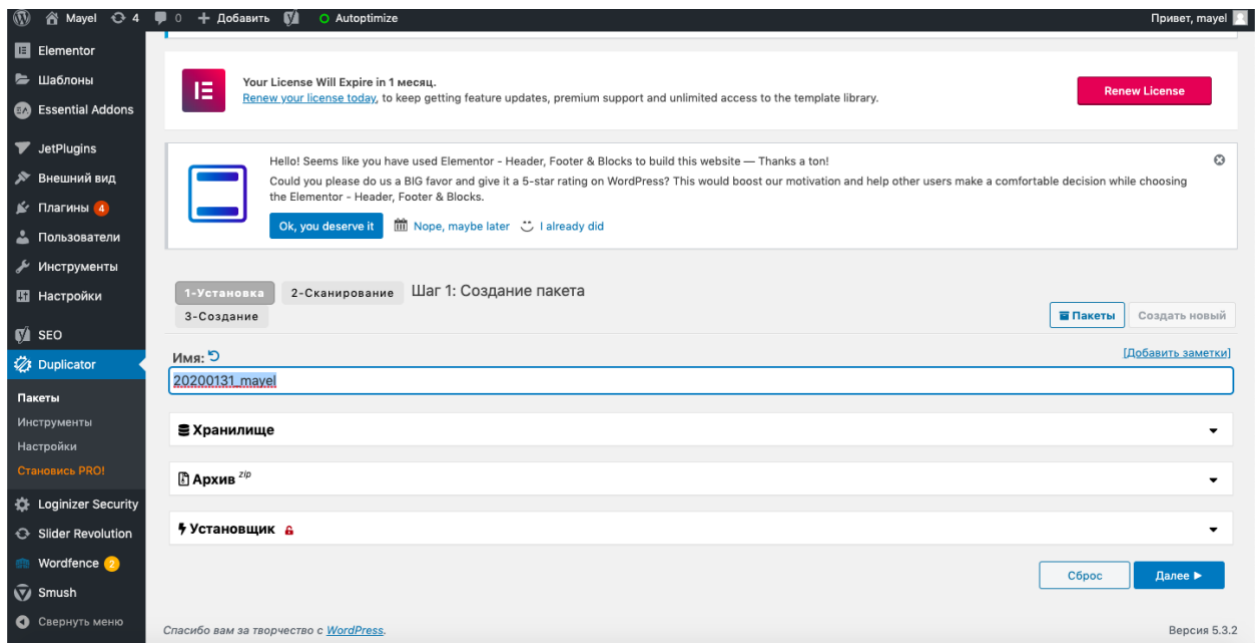 Mayel 4 0 + Добавить Autoptimize Привет, mayel
Elementor
Шаблоны
Essential Addons
JetPlugins
Внешний вид
Плагины 4
Пользователи
Инструменты
Настройки
SEO
Duplicator
Пакеты
Инструменты
Настройки
Становись PRO!
Loginizer Security
Slider Revolution
Wordfence 2
Smush
Свернуть меню
Your License Will Expire in 1 месяц.
Renew your license today, to keep getting feature updates, premium support and unlimited access to the template library.
Renew License
Hello! Seems like you have used Elementor - Header, Footer & Blocks to build this website — Thanks a ton!
Could you please do us a BIG favor and give it a 5-star rating on WordPress? This would boost our motivation and help other users make a comfortable decision while choosing
the Elementor - Header, Footer & Blocks.
Ok, you deserve it Nope, maybe later I already did
1-Установка 2-Сканирование Шаг 1: Создание пакета
3-Создание
Пакеты Создать новый
Имя: [Добавить заметки]
20200131_mayel
Хранилище
Архив zip
Установщик
Сброс Далее ▶
Спасибо вам за творчество с WordPress. Версия 5.3.2